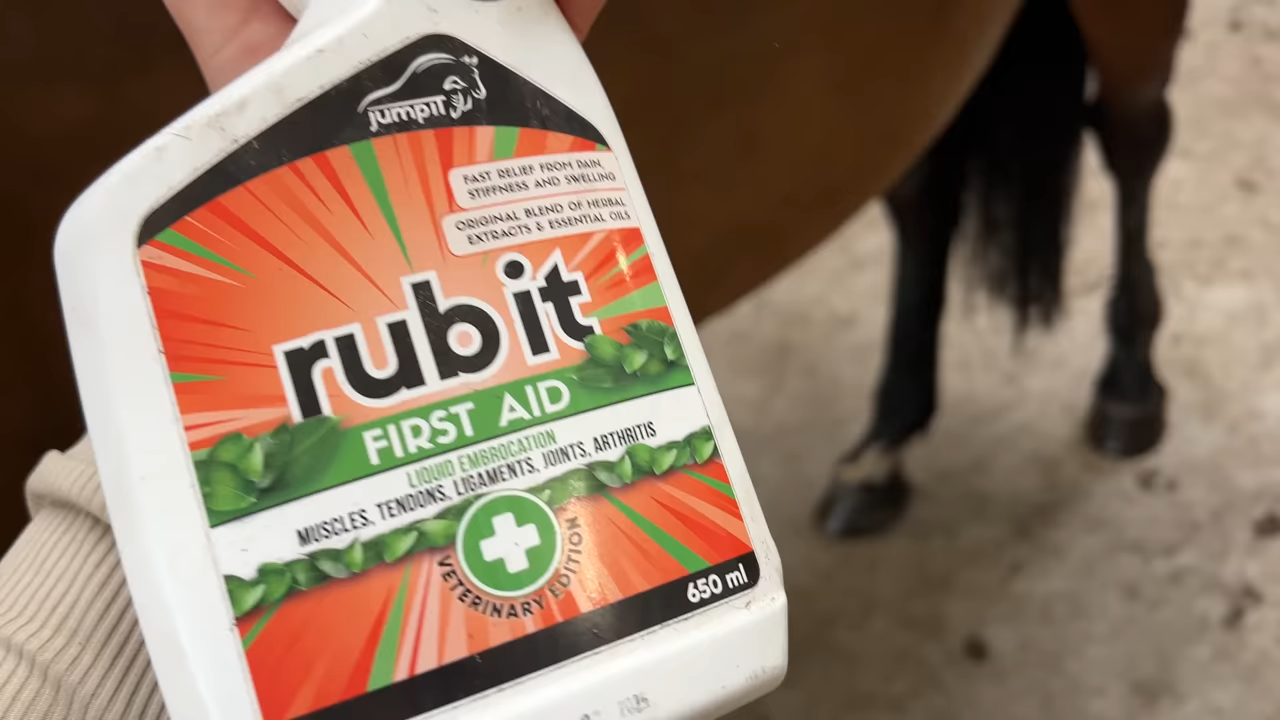 jumpIT
FAST RELIEF FROM PAIN,
STIFFNESS AND SWELLING
ORIGINAL BLEND OF HERBAL
EXTRACTS & ESSENTIAL OILS
rub it
FIRST AID
LIQUID EMBROCATION
MUSCLES, TENDONS, LIGAMENTS, JOINTS, ARTHRITIS
VETERINARY EDITION
650 ml